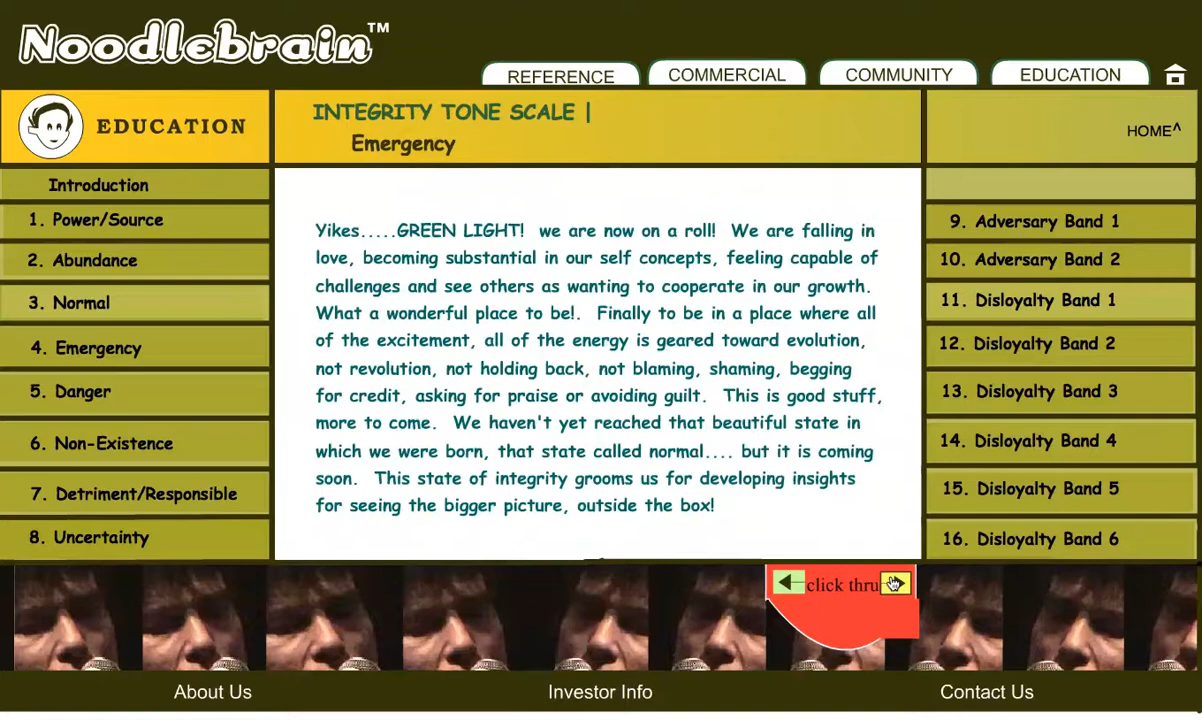 Noodlebrain™
REFERENCE
COMMERCIAL
COMMUNITY
EDUCATION
EDUCATION
INTEGRITY TONE SCALE |
Emergency
HOME^
Introduction
1. Power/Source
2. Abundance
3. Normal
4. Emergency
5. Danger
6. Non-Existence
7. Detriment/Responsible
8. Uncertainty
Yikes.....GREEN LIGHT! we are now on a roll! We are falling in
love, becoming substantial in our self concepts, feeling capable of
challenges and see others as wanting to cooperate in our growth.
What a wonderful place to be!. Finally to be in a place where all
of the excitement, all of the energy is geared toward evolution,
not revolution, not holding back, not blaming, shaming, begging
for credit, asking for praise or avoiding guilt. This is good stuff,
more to come. We haven't yet reached that beautiful state in
which we were born, that state called normal.... but it is coming
soon. This state of integrity grooms us for developing insights
for seeing the bigger picture, outside the box!
9. Adversary Band 1
10. Adversary Band 2
11. Disloyalty Band 1
12. Disloyalty Band 2
13. Disloyalty Band 3
14. Disloyalty Band 4
15. Disloyalty Band 5
16. Disloyalty Band 6
click thru
About Us
Investor Info
Contact Us